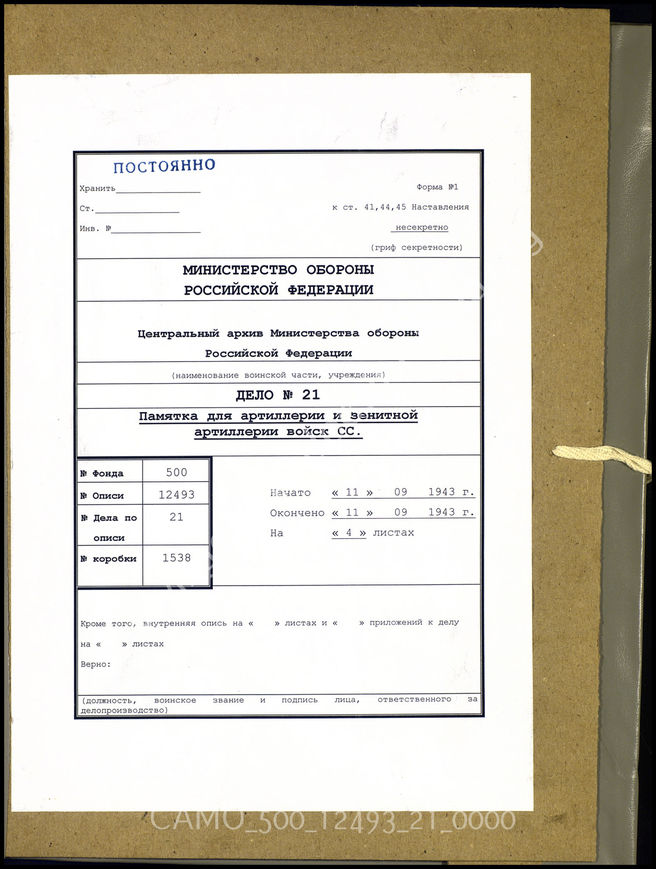 ПОСТОЯННО
Хранить
Форма №1
Ст.
к ст. 41,44,45 Наставления
Инв. №
несекретно
(гриф секретности)
МИНИСТЕРСТВО ОБОРОНЫ
РОССИЙСКОЙ ФЕДЕРАЦИИ
Центральный архив Министерства обороны
Российской Федерации
(наименование воинской части, учреждения)
ДЕЛО № 21
Памятка для артиллерии и зенитной
артиллерии войск СС.
№ Фонда 500
№ Описи 12493
№ Дела по описи 21
№ коробки 1538
Начато « 11 » 09 1943 г.
Окончено « 11 » 09 1943 г.
На « 4 » листах
Кроме того, внутренняя опись на « » листах и « » приложений к делу
на « » листах
Верно:
(должность, воинское звание и подпись лица, ответственного за
делопроизводство)
CAMO_500_12493_21_0000